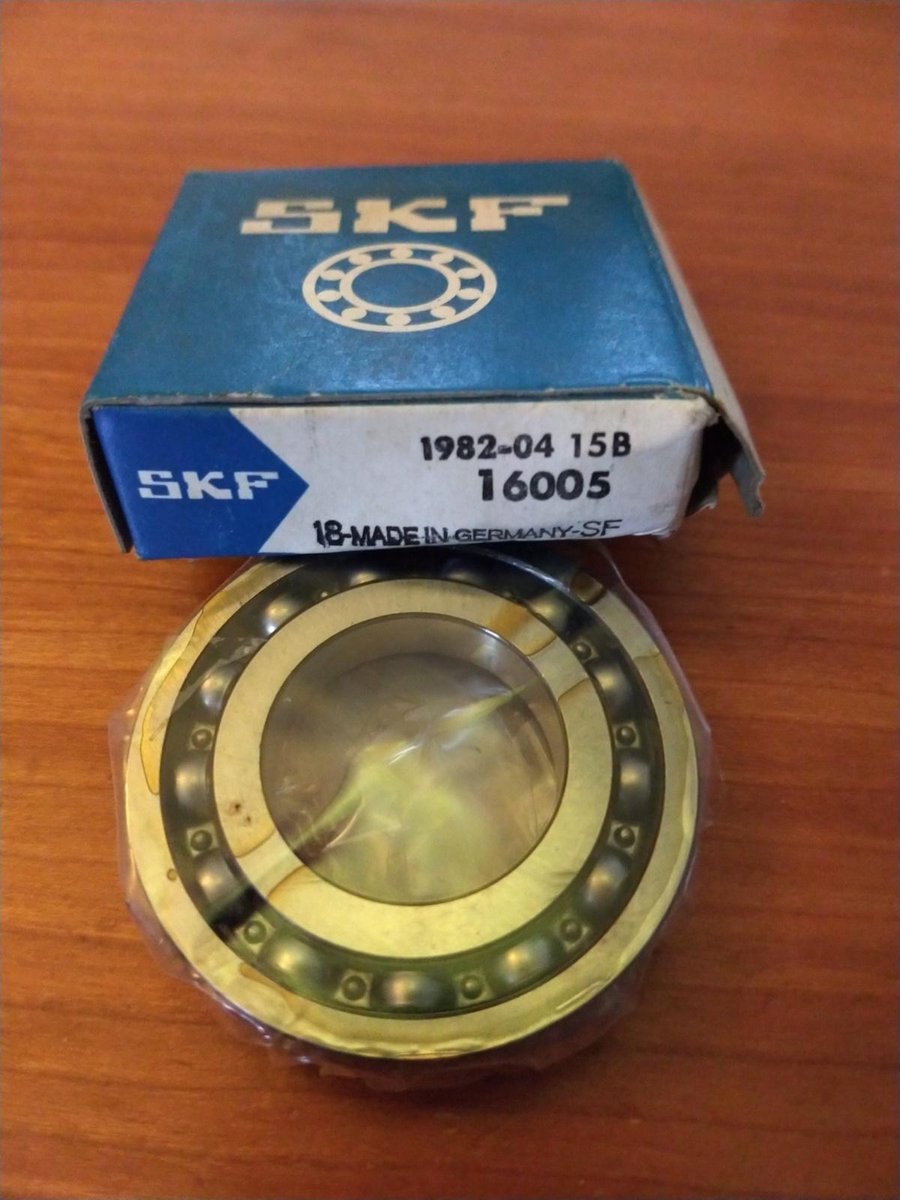 SKF
SKF
1982-04 15B
16005
18-MADE IN GERMANY-SF